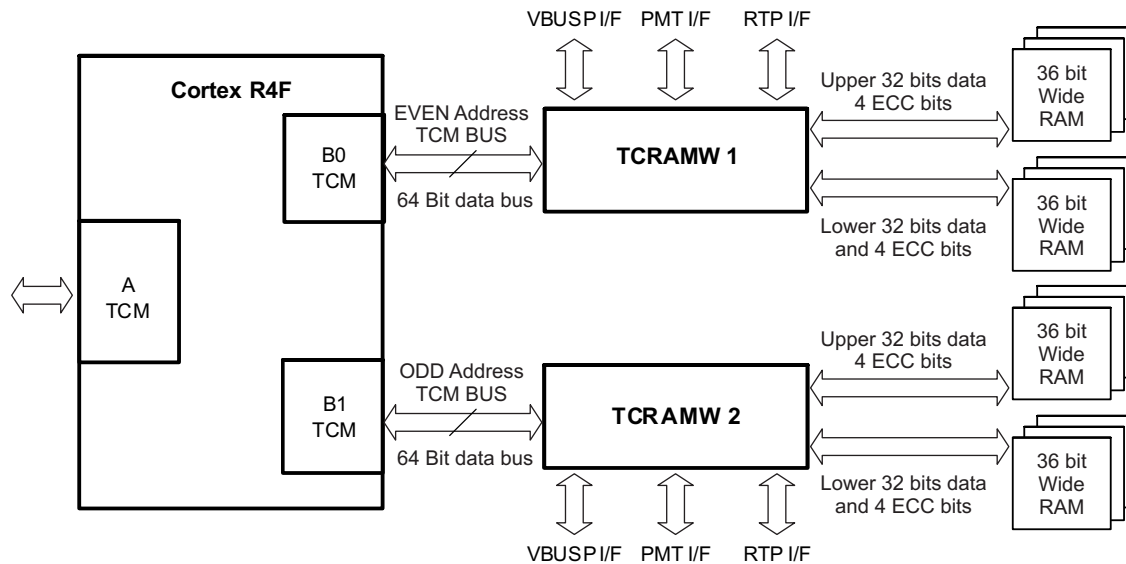 VBUSP I/F PMT I/F RTP I/F
Cortex R4F
B0
TCM
EVEN Address
TCM BUS
64 Bit data bus
TCRAMW 1
Upper 32 bits data
4 ECC bits
36 bit
Wide
RAM
Lower 32 bits data
and 4 ECC bits
36 bit
Wide
RAM
A
TCM
B1
TCM
ODD Address
TCM BUS
64 Bit data bus
TCRAMW 2
Upper 32 bits data
4 ECC bits
36 bit
Wide
RAM
Lower 32 bits data
and 4 ECC bits
36 bit
Wide
RAM
VBUSP I/F PMT I/F RTP I/F